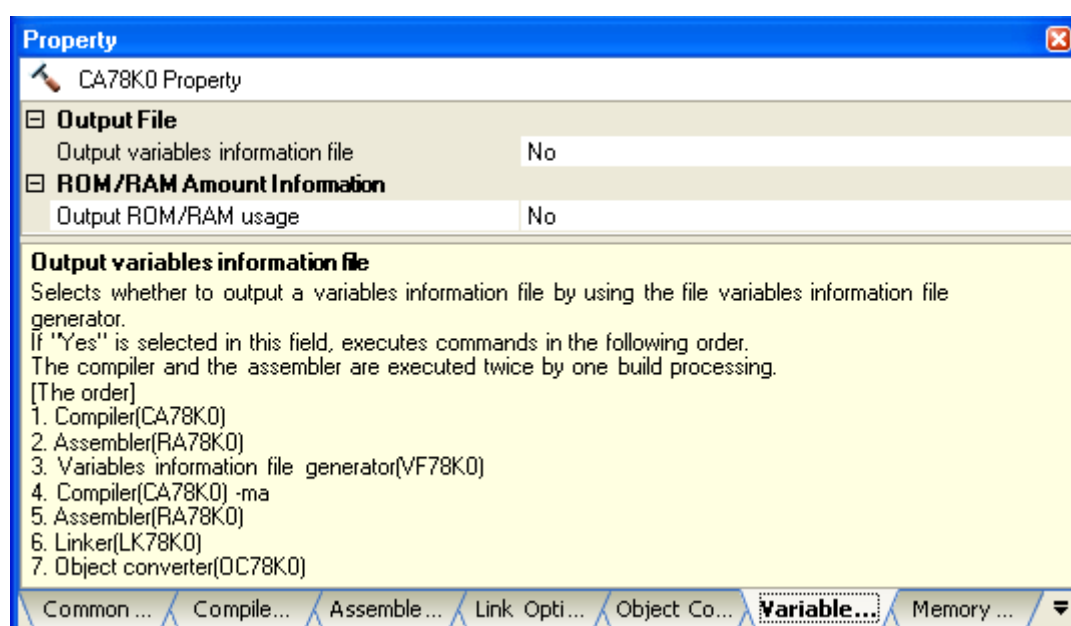 Property
CA78K0 Property
Output File
Output variables information file No
ROM/RAM Amount Information
Output ROM/RAM usage No
Output variables information file
Selects whether to output a variables information file by using the file variables information file
generator.
If "Yes" is selected in this field, executes commands in the following order.
The compiler and the assembler are executed twice by one build processing.
[The order]
1. Compiler(CA78K0)
2. Assembler(RA78K0)
3. Variables information file generator(VF78K0)
4. Compiler(CA78K0) -ma
5. Assembler(RA78K0)
6. Linker(LK78K0)
7. Object converter(OC78K0)
Common ... Compile... Assemble... Link Opti... Object Co... Variable... Memory ...